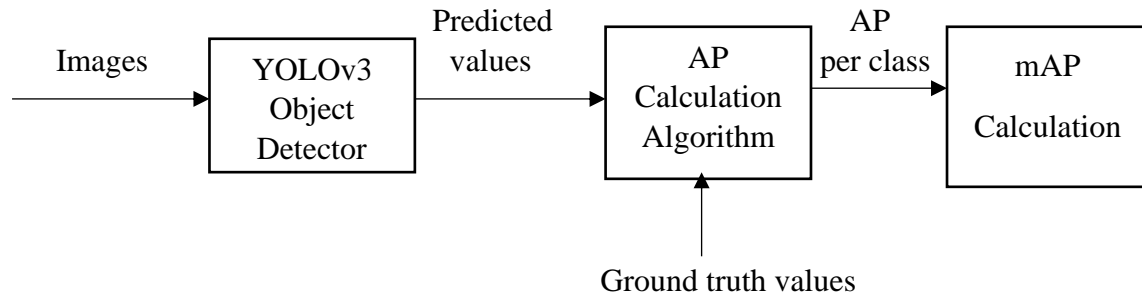 Images
YOLOv3
Object
Detector
Predicted
values
AP
Calculation
Algorithm
AP
per class
mAP
Calculation
Ground truth values